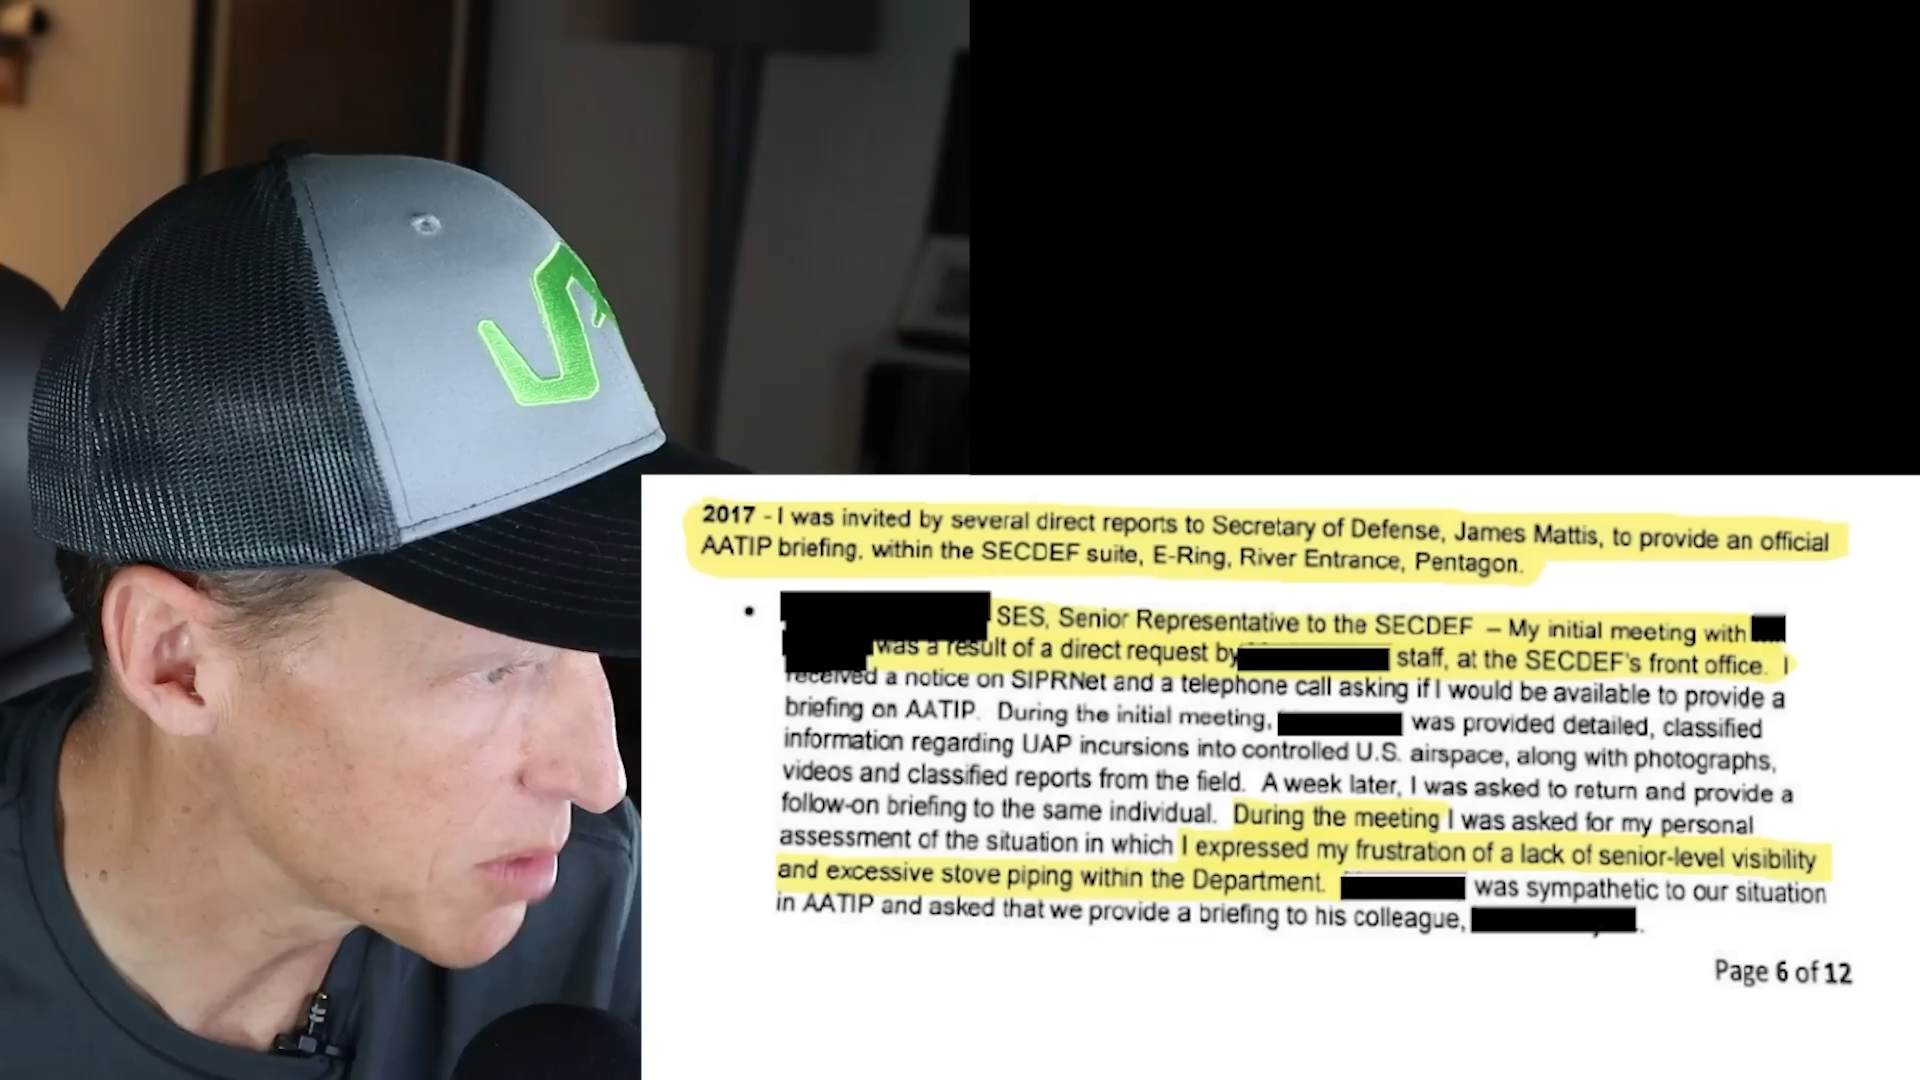 2017 - I was invited by several direct reports to Secretary of Defense, James Mattis, to provide an official
AATIP briefing, within the SECDEF suite, E-Ring, River Entrance, Pentagon.
• SES, Senior Representative to the SECDEF – My initial meeting with
was a result of a direct request by staff, at the SECDEF's front office. I
received a notice on SIPRNet and a telephone call asking if I would be available to provide a
briefing on AATIP. During the initial meeting, was provided detailed, classified
information regarding UAP incursions into controlled U.S. airspace, along with photographs,
videos and classified reports from the field. A week later, I was asked to return and provide a
follow-on briefing to the same individual. During the meeting I was asked for my personal
assessment of the situation in which I expressed my frustration of a lack of senior-level visibility
and excessive stove piping within the Department. was sympathetic to our situation
in AATIP and asked that we provide a briefing to his colleague, .
Page 6 of 12